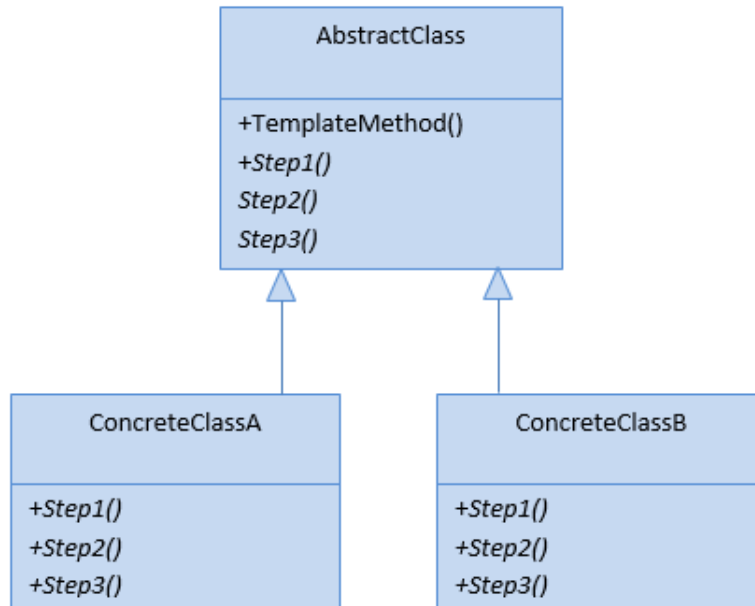 AbstractClass
+TemplateMethod()
+Step1()
Step2()
Step3()
ConcreteClassA
+Step1()
+Step2()
+Step3()
ConcreteClassB
+Step1()
+Step2()
+Step3()